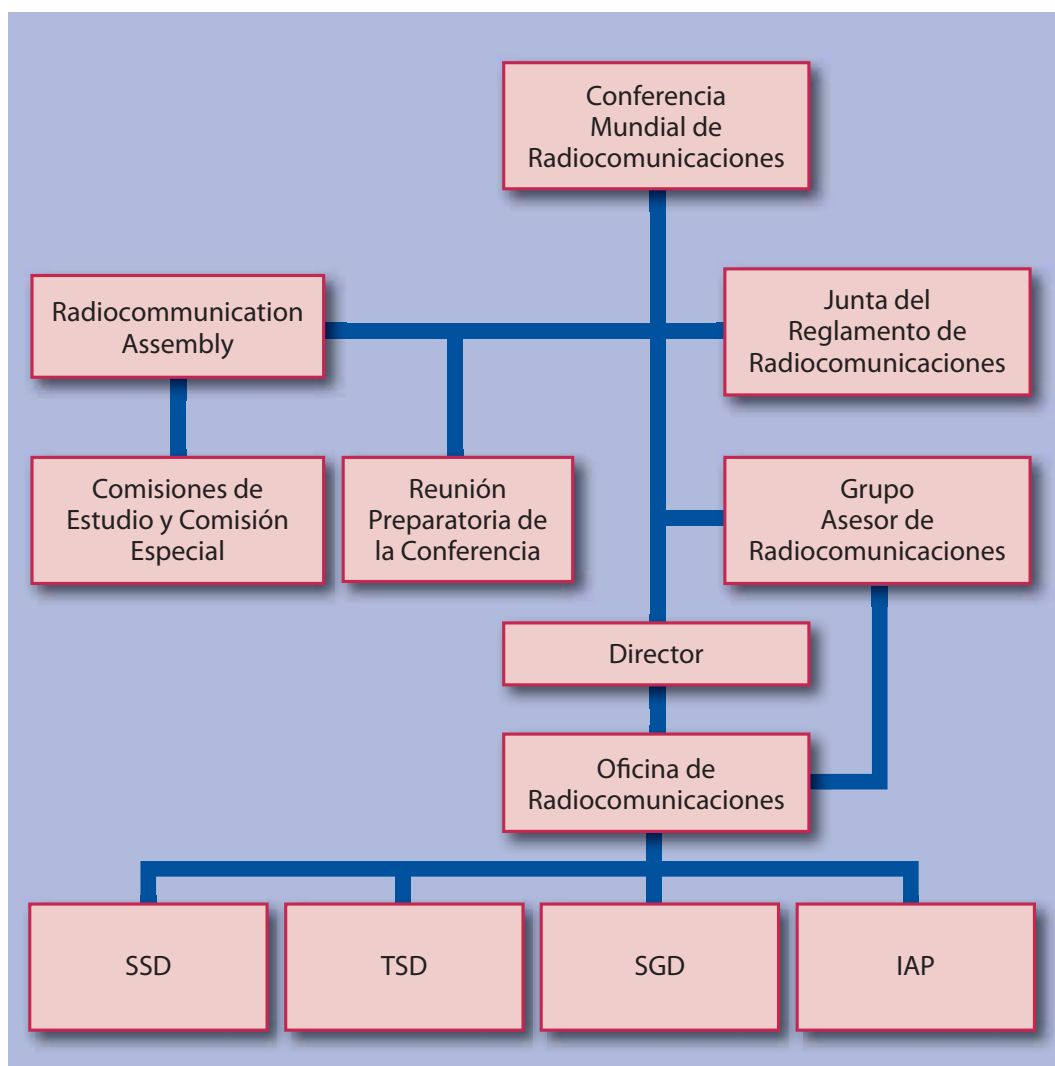 Conferencia
Mundial de
Radiocomunicaciones
Radiocommunication
Assembly
Junta del
Reglamento de
Radiocomunicaciones
Comisiones de
Estudio y Comisión
Especial
Reunión
Preparatoria de
la Conferencia
Grupo
Asesor de
Radiocomunicaciones
Director
Oficina de
Radiocomunicaciones
SSD
TSD
SGD
IAP